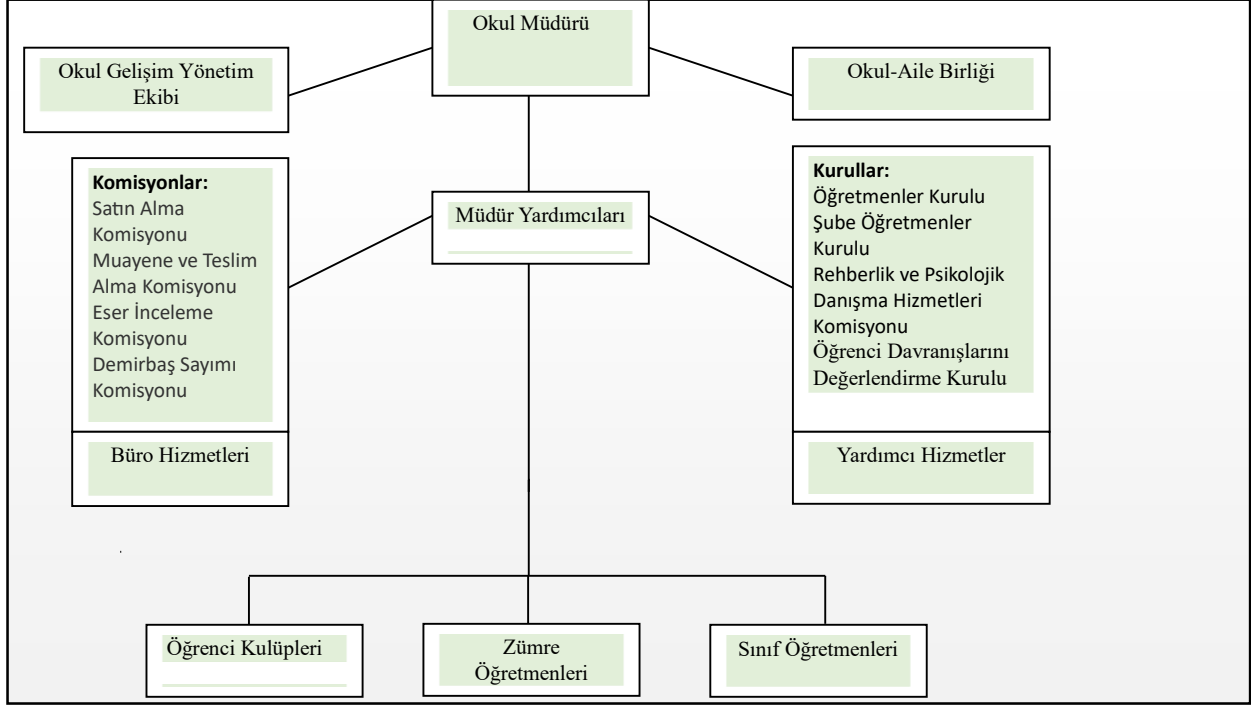 Okul Müdürü
Okul Gelişim Yönetim
Ekibi
Okul-Aile Birliği
Komisyonlar:
Satın Alma
Komisyonu
Muayene ve Teslim
Alma Komisyonu
Eser İnceleme
Komisyonu
Demirbaş Sayımı
Komisyonu
Müdür Yardımcıları
Kurullar:
Öğretmenler Kurulu
Şube Öğretmenler
Kurulu
Rehberlik ve Psikolojik
Danışma Hizmetleri
Komisyonu
Öğrenci Davranışlarını
Değerlendirme Kurulu
Büro Hizmetleri
Yardımcı Hizmetler
Öğrenci Kulüpleri
Zümre
Öğretmenleri
Sınıf Öğretmenleri